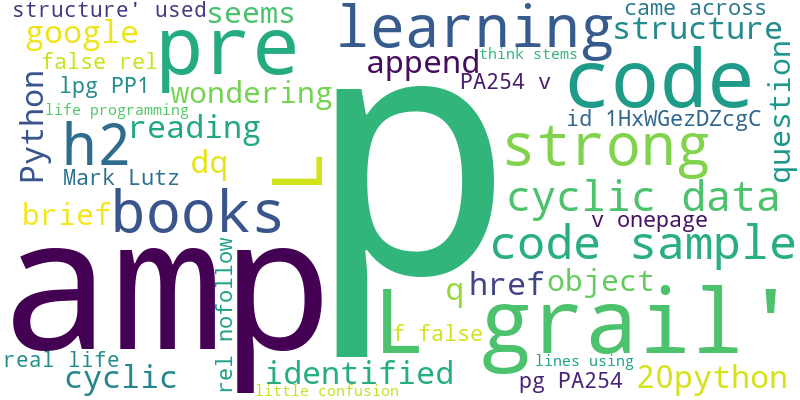 structure' used
seems
learning
came across
structure
google
pre
false rel
append
think stems
code
question
Python
lpg PP1
wondering
PA254 v
life programming
id 1HxWGezDZcgC
h2
reading
strong
p
dq
L
Mark Lutz
cyclic data
brief
books
v onepage
amp
code sample
rel nofollow
q
href
object
L
grail'
f false
real life
cyclic
identified
lines using
pg PA254
20python
little confusion